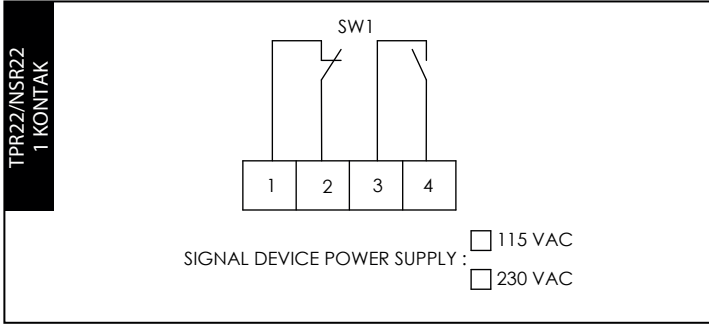 TPR22/NSR22
1 KONTAK
SW1
1 2 3 4
SIGNAL DEVICE POWER SUPPLY :
115 VAC
230 VAC